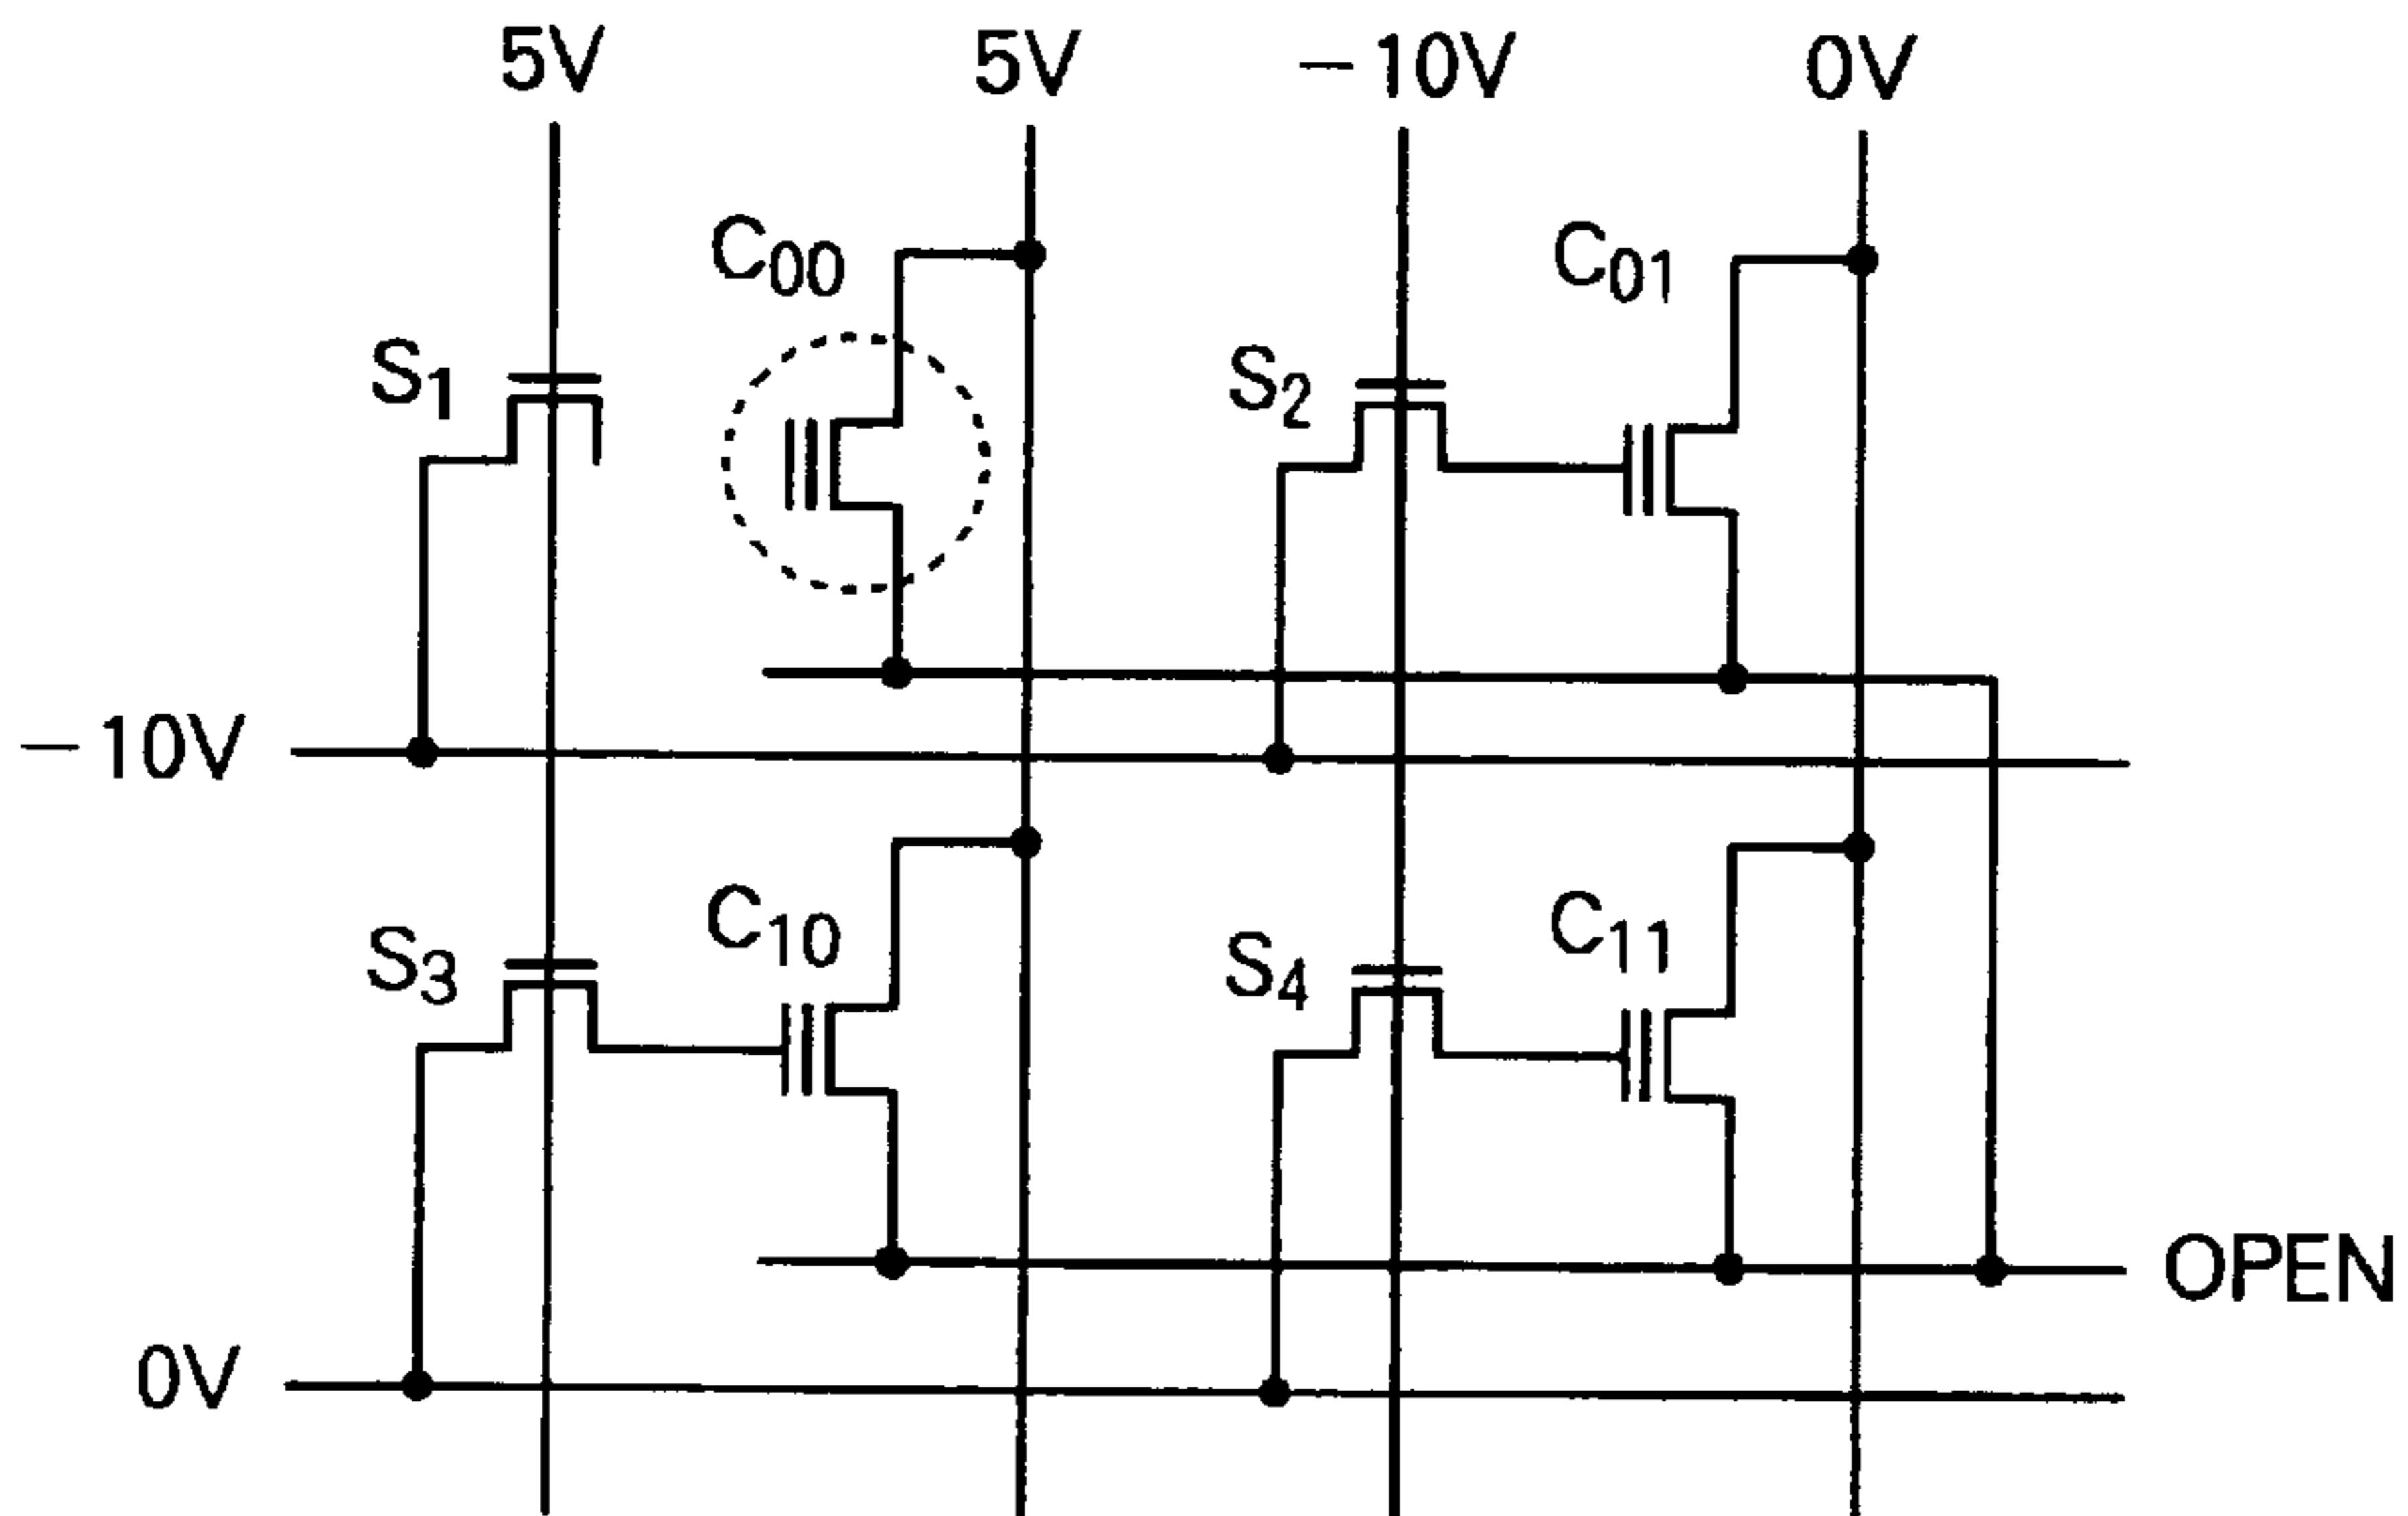 5V 5V −10V 0V
C00 C01
S1 S2
−10V
C10 C11
S3 S4
OPEN
0V